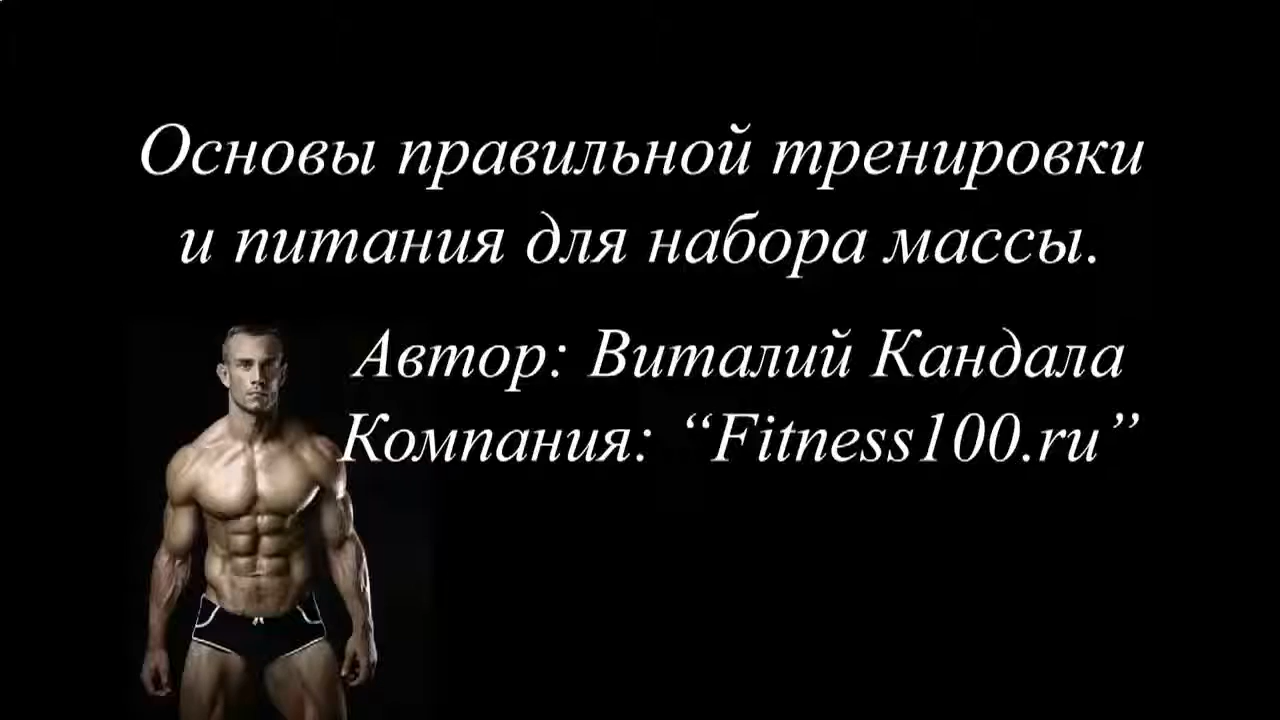 Основы правильной тренировки
и питания для набора массы.
Автор: Виталий Кандала
Компания: “Fitness100.ru”